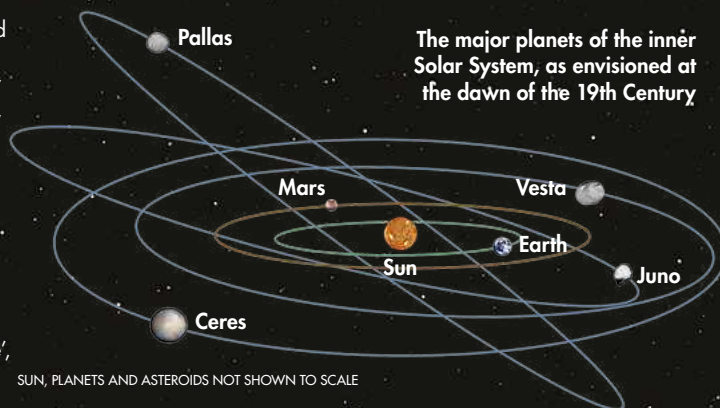 Pallas
The major planets of the inner
Solar System, as envisioned at
the dawn of the 19th Century
Mars
Vesta
Earth
Sun
Juno
Ceres
SUN, PLANETS AND ASTEROIDS NOT SHOWN TO SCALE